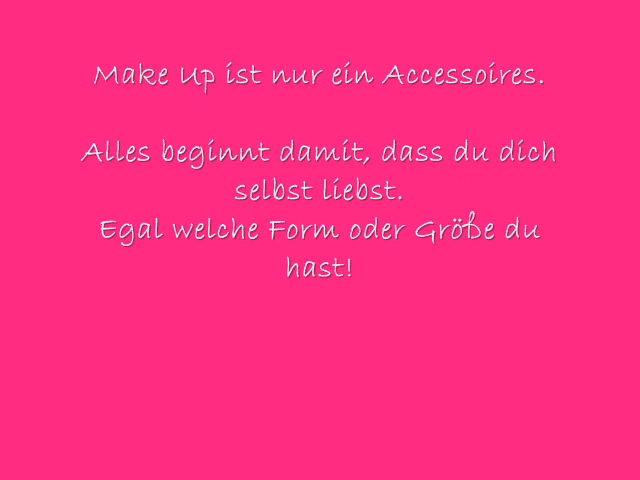 Make Up ist nur ein Accessoires.
Alles beginnt damit, dass du dich
selbst liebst.
Egal welche Form oder Größe du
hast!